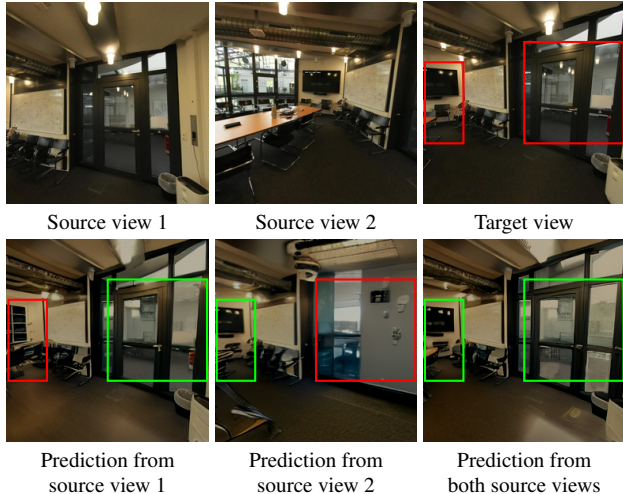 Source view 1
Source view 2
Target view
Prediction from
source view 1
Prediction from
source view 2
Prediction from
both source views